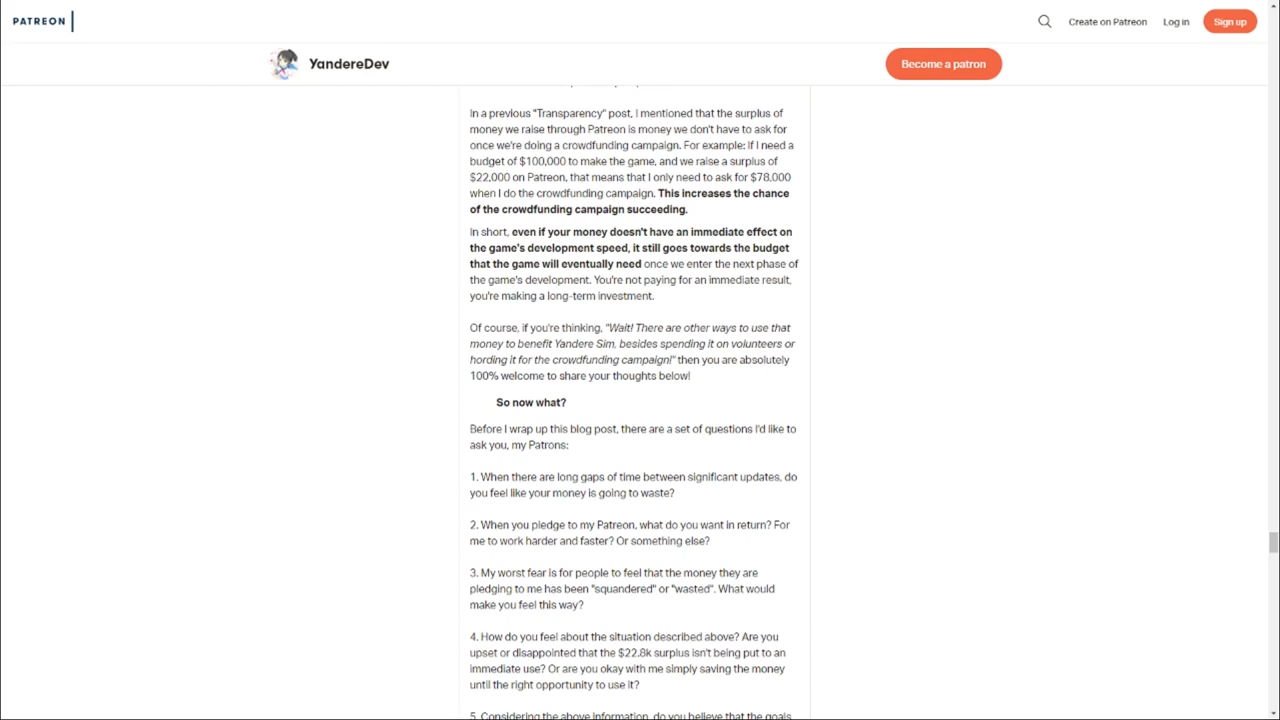 PATREON
Create on Patreon
Log in
Sign up
YandereDev
Become a patron
In a previous "Transparency" post, I mentioned that the surplus of
money we raise through Patreon is money we don't have to ask for
once we're doing a crowdfunding campaign. For example: If I need a
budget of $100,000 to make the game, and we raise a surplus of
$22,000 on Patreon, that means that I only need to ask for $78,000
when I do the crowdfunding campaign. This increases the chance
of the crowdfunding campaign succeeding.
In short, even if your money doesn't have an immediate effect on
the game's development speed, it still goes towards the budget
that the game will eventually need once we enter the next phase of
the game's development. You're not paying for an immediate result,
you're making a long-term investment.
Of course, if you're thinking, "Wait! There are other ways to use that
money to benefit Yandere Sim, besides spending it on volunteers or
hording it for the crowdfunding campaign!" then you are absolutely
100% welcome to share your thoughts below!
So now what?
Before I wrap up this blog post, there are a set of questions I'd like to
ask you, my Patrons:
1. When there are long gaps of time between significant updates, do
you feel like your money is going to waste?
2. When you pledge to my Patreon, what do you want in return? For
me to work harder and faster? Or something else?
3. My worst fear is for people to feel that the money they are
pledging to me has been "squandered" or "wasted". What would
make you feel this way?
4. How do you feel about the situation described above? Are you
upset or disappointed that the $22.8k surplus isn't being put to an
immediate use? Or are you okay with me simply saving the money
until the right opportunity to use it?
5. Considering the above information, do you believe that the goals